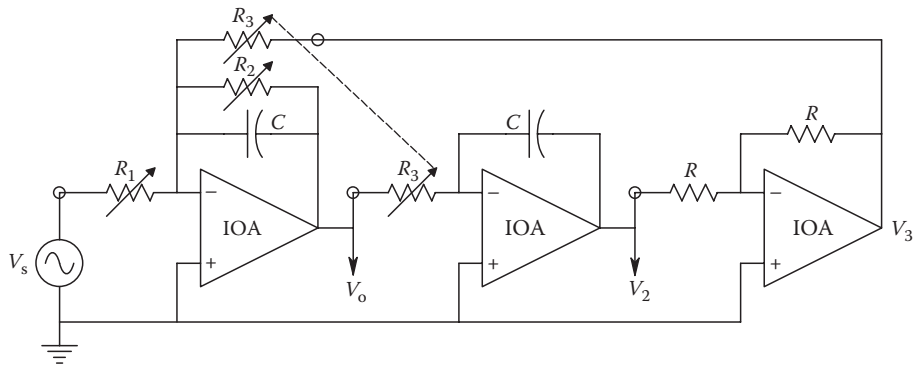 R3
R2
C
C
R
R1
R3
R
−
IOA
+
−
IOA
+
−
IOA
+
V3
Vs
Vo
V2